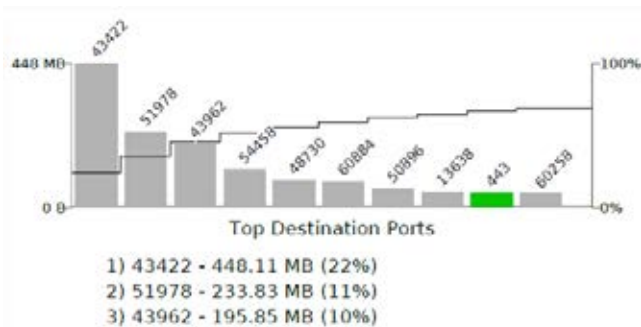 43422
448 MB
100%
51978
43962
54458
48730
60884
50896
13638
443
60258
0 B
0%
Top Destination Ports
1) 43422 - 448.11 MB (22%)
2) 51978 - 233.83 MB (11%)
3) 43962 - 195.85 MB (10%)